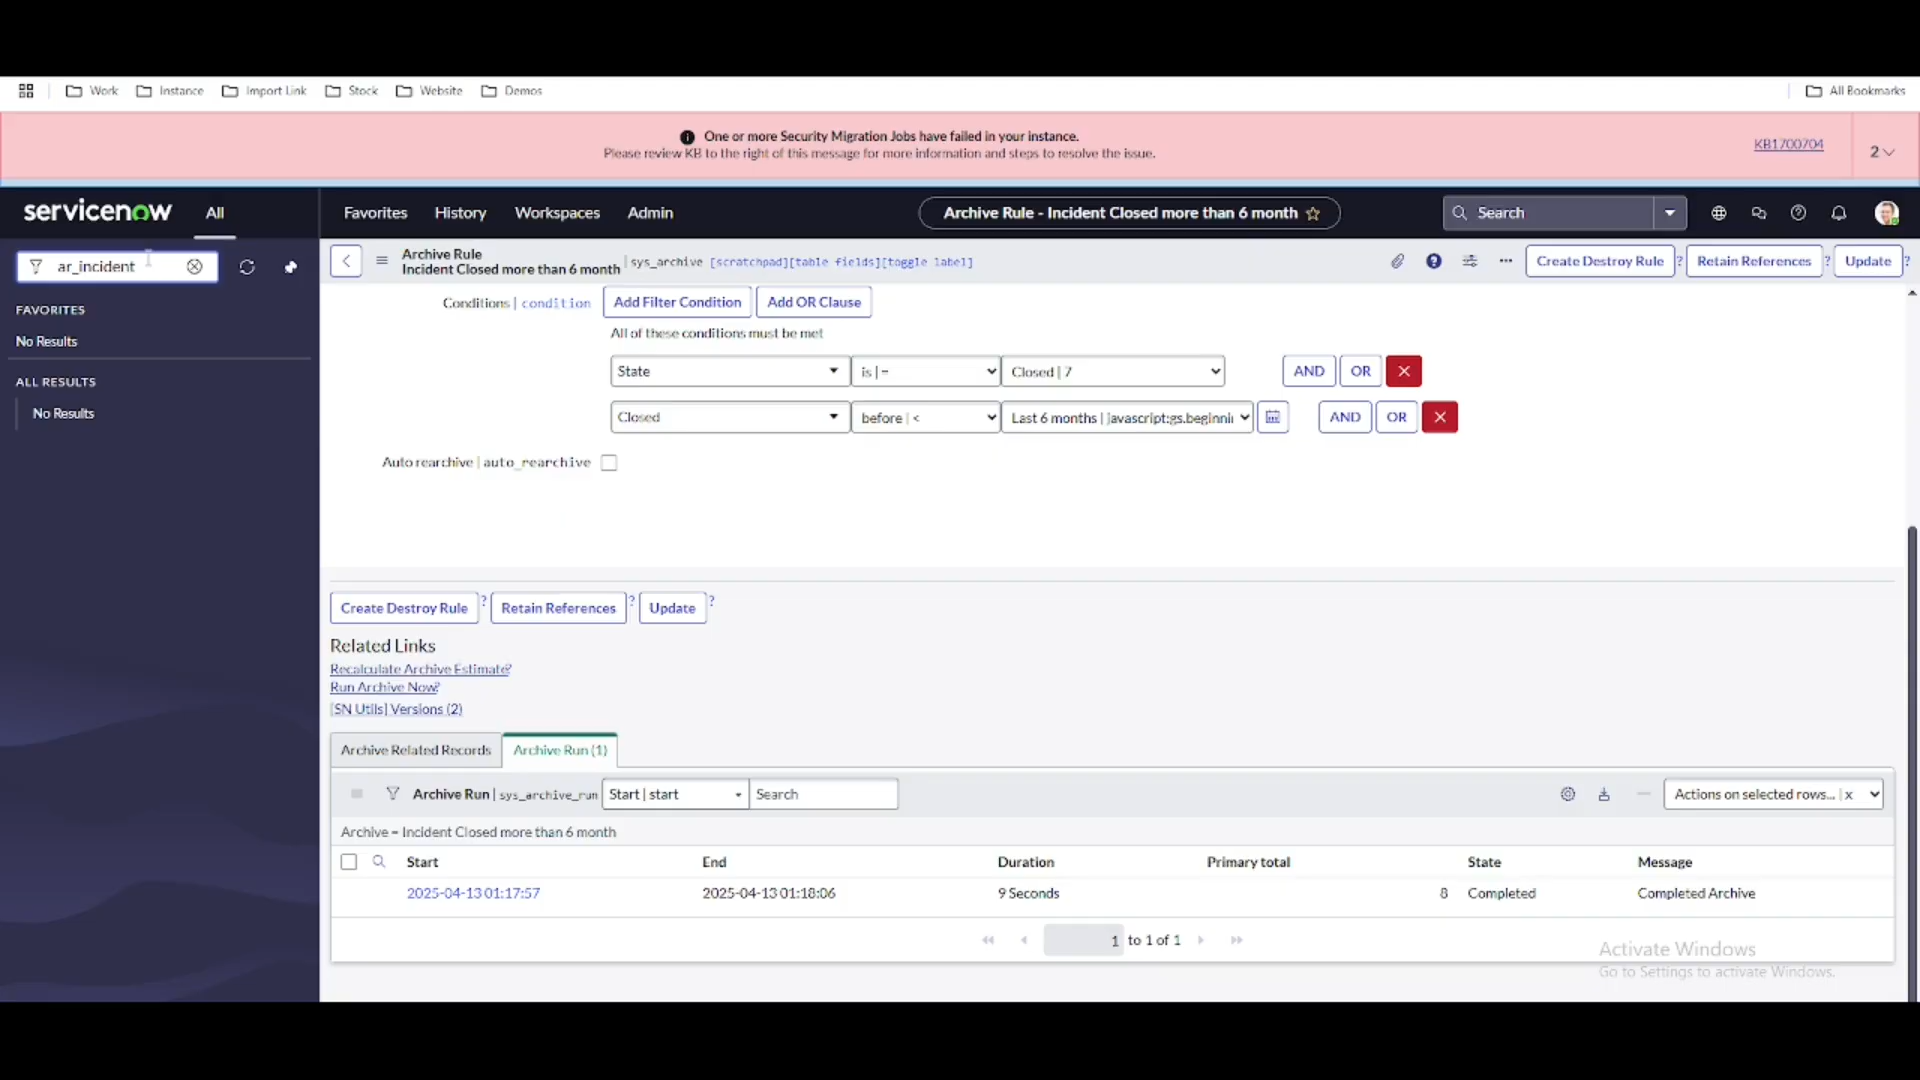 Work Instance Import Link Stock Website Demos All Bookmarks
One or more Security Migration Jobs have failed in your instance.
Please review KB to the right of this message for more information and steps to resolve the issue.
KB1700704
2
servicenow All Favorites History Workspaces Admin Archive Rule - Incident Closed more than 6 month Search
ar_incident
FAVORITES
No Results
ALL RESULTS
No Results
Archive Rule
Incident Closed more than 6 month | sys_archive [scratchpad][table fields][toggle label]
Create Destroy Rule ? Retain References ? Update ?
Conditions | condition Add Filter Condition Add OR Clause
All of these conditions must be met
State is | = Closed | 7 AND OR
Closed before | < Last 6 months | javascript:gs.beginni AND OR
Auto rearchive | auto_rearchive
Create Destroy Rule ? Retain References ? Update ?
Related Links
Recalculate Archive Estimate?
Run Archive Now?
[SN Utils] Versions (2)
Archive Related Records Archive Run (1)
Archive Run | sys_archive_run Start | start Search Actions on selected rows... | x
Archive = Incident Closed more than 6 month
Start End Duration Primary total State Message
2025-04-13 01:17:57 2025-04-13 01:18:06 9 Seconds 8 Completed Completed Archive
1 to 1 of 1
Activate Windows
Go to Settings to activate Windows.